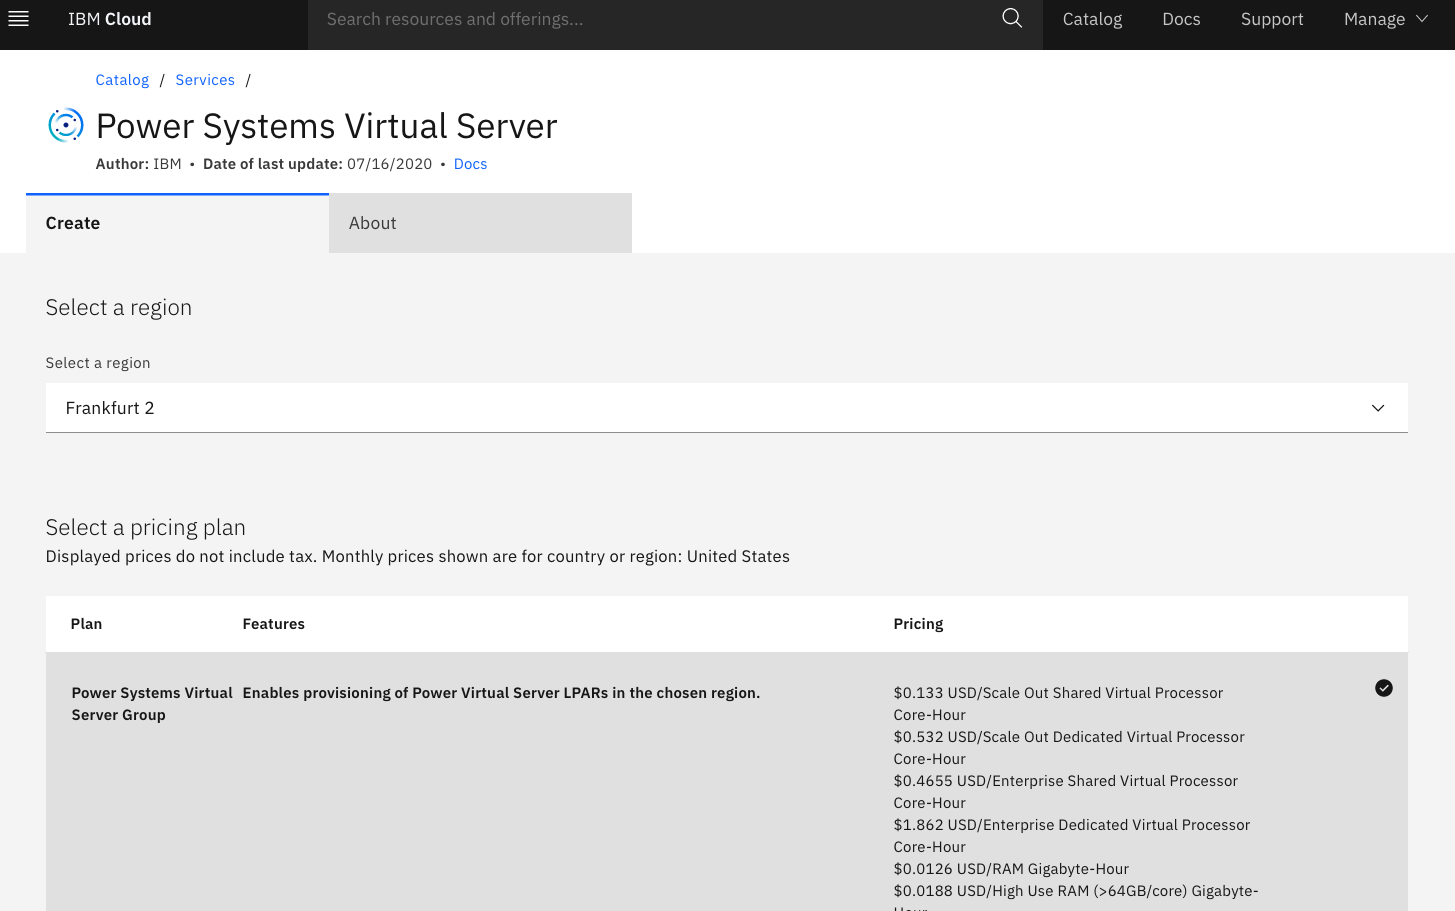 IBM Cloud
Search resources and offerings...
Catalog
Docs
Support
Manage
Catalog / Services /
Power Systems Virtual Server
Author: IBM • Date of last update: 07/16/2020 • Docs
Create
About
Select a region
Select a region
Frankfurt 2
Select a pricing plan
Displayed prices do not include tax. Monthly prices shown are for country or region: United States
Plan
Features
Pricing
Power Systems Virtual
Server Group
Enables provisioning of Power Virtual Server LPARs in the chosen region.
$0.133 USD/Scale Out Shared Virtual Processor
Core-Hour
$0.532 USD/Scale Out Dedicated Virtual Processor
Core-Hour
$0.4655 USD/Enterprise Shared Virtual Processor
Core-Hour
$1.862 USD/Enterprise Dedicated Virtual Processor
Core-Hour
$0.0126 USD/RAM Gigabyte-Hour
$0.0188 USD/High Use RAM (>64GB/core) Gigabyte-
Hour